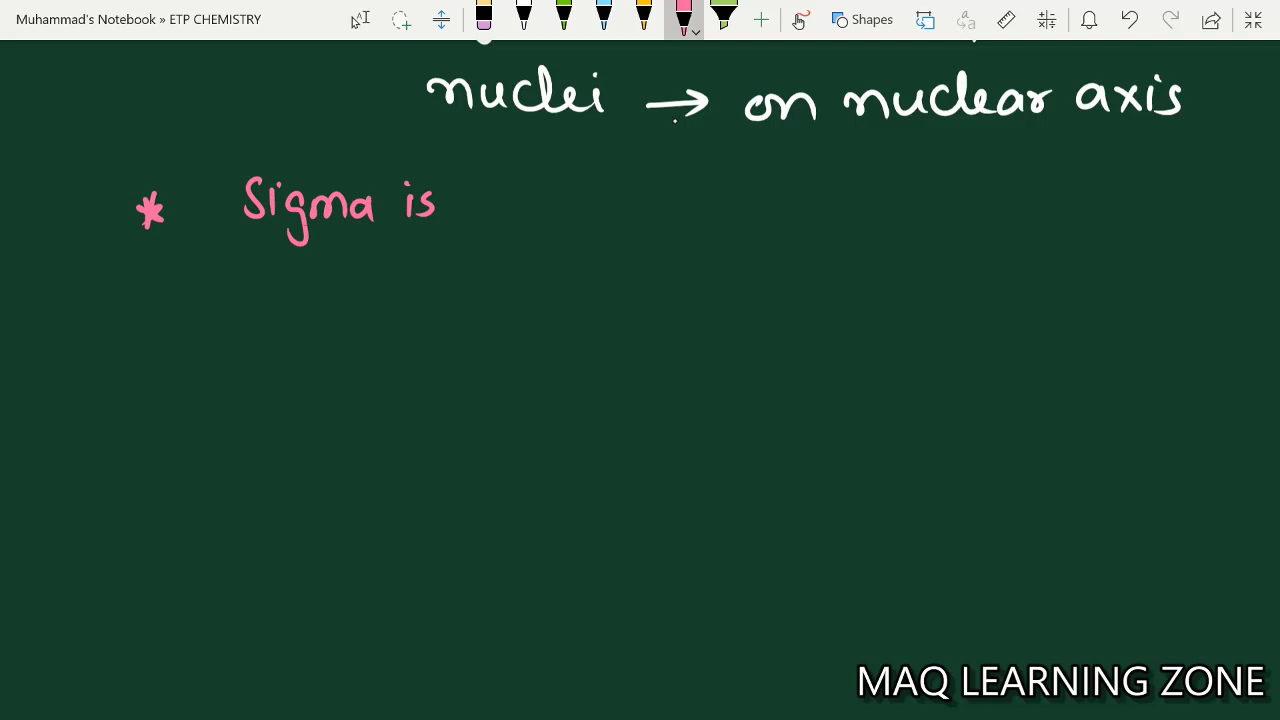 Muhammad's Notebook » ETP CHEMISTRY
Shapes
nuclei → on nuclear axis
* Sigma is
MAQ LEARNING ZONE